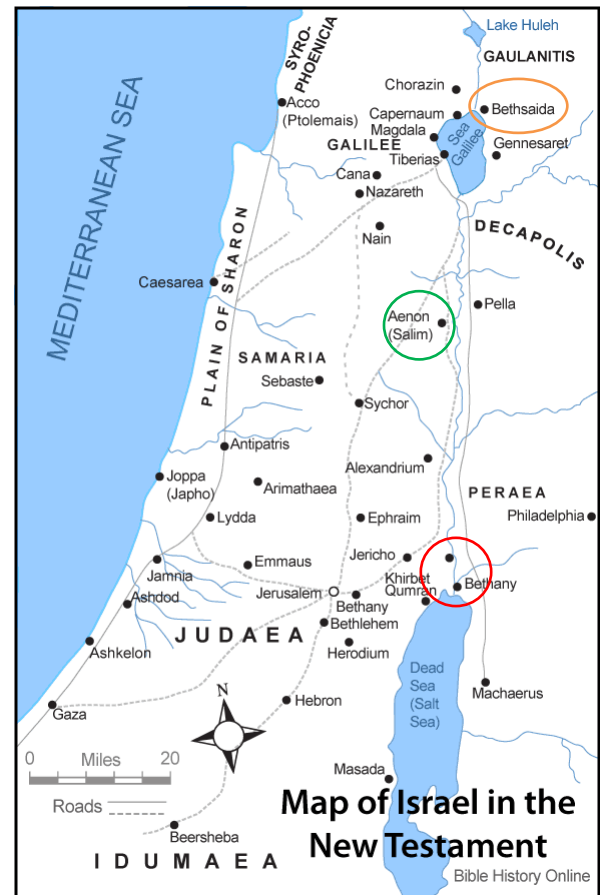 Lake Huleh
SYRO-
PHOENICIA
GAULANITIS
Chorazin
Acco
(Ptolemais)
Capernaum
Bethsaida
Magdala
Sea
Galilee
GALILEE
Tiberias
Gennesaret
Cana
Nazareth
MEDITERRANEAN SEA
DECAPOLIS
Nain
PLAIN OF SHARON
Caesarea
Pella
Aenon
(Salim)
SAMARIA
Sebaste
Sychor
Antipatris
Alexandrium
Joppa
(Japho)
Arimathaea
PERAEA
Lydda
Ephraim
Philadelphia
Jericho
Emmaus
Jamnia
Khirbet
Qumran
Bethany
Jerusalem
Ashdod
Bethany
Bethlehem
JUDAEA
Herodium
Ashkelon
Dead
Sea
(Salt
Sea)
Machaerus
N
Hebron
Gaza
0 Miles 20
Masada
Roads
Map of Israel in the
New Testament
Beersheba
IDUMAEA
Bible History Online